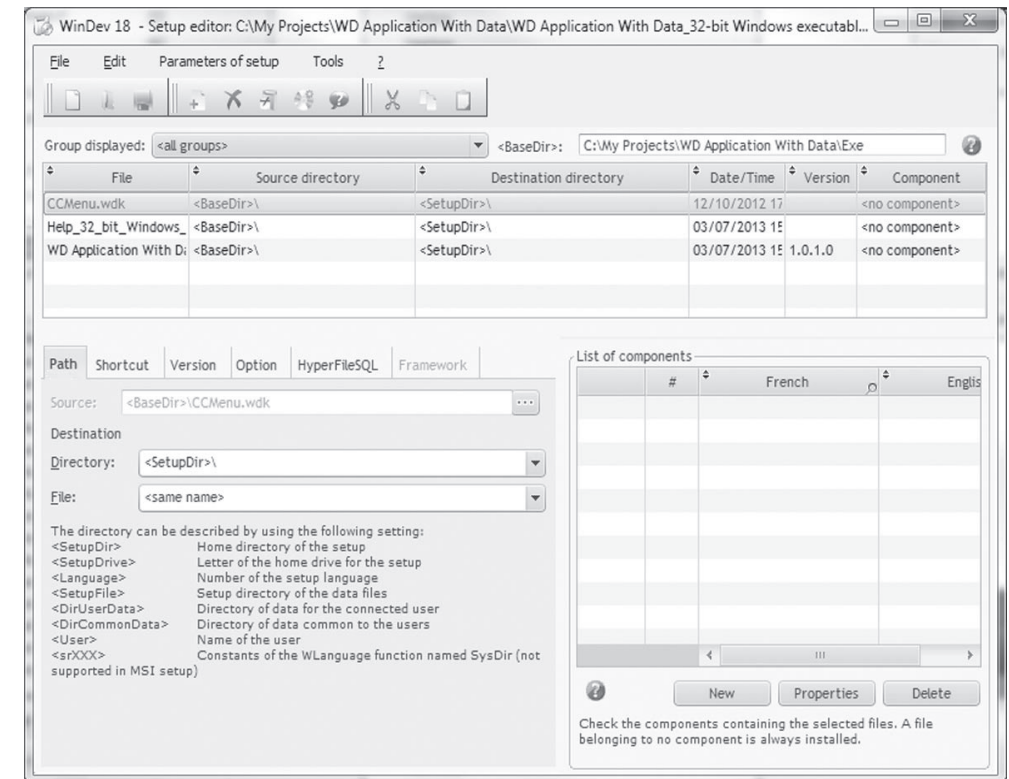 WinDev 18 - Setup editor: C:\My Projects\WD Application With Data\WD Application With Data_32-bit Windows executabl...
File Edit Parameters of setup Tools ?
Group displayed: <all groups> <BaseDir>: C:\My Projects\WD Application With Data\Exe
File Source directory Destination directory Date/Time Version Component
CCMenu.wdk <BaseDir>\ <SetupDir>\ 12/10/2012 17 <no component>
Help_32_bit_Windows_ <BaseDir>\ <SetupDir>\ 03/07/2013 15 <no component>
WD Application With Da <BaseDir>\ <SetupDir>\ 03/07/2013 15 1.0.1.0 <no component>
Path Shortcut Version Option HyperFileSQL Framework
Source: <BaseDir>\CCMenu.wdk ...
Destination
Directory: <SetupDir>\
File: <same name>
The directory can be described by using the following setting:
<SetupDir> Home directory of the setup
<SetupDrive> Letter of the home drive for the setup
<Language> Number of the setup language
<SetupFile> Setup directory of the data files
<DirUserData> Directory of data for the connected user
<DirCommonData> Directory of data common to the users
<User> Name of the user
<srXXX> Constants of the WLanguage function named SysDir (not
supported in MSI setup)
List of components
# French Englis
New Properties Delete
Check the components containing the selected files. A file
belonging to no component is always installed.